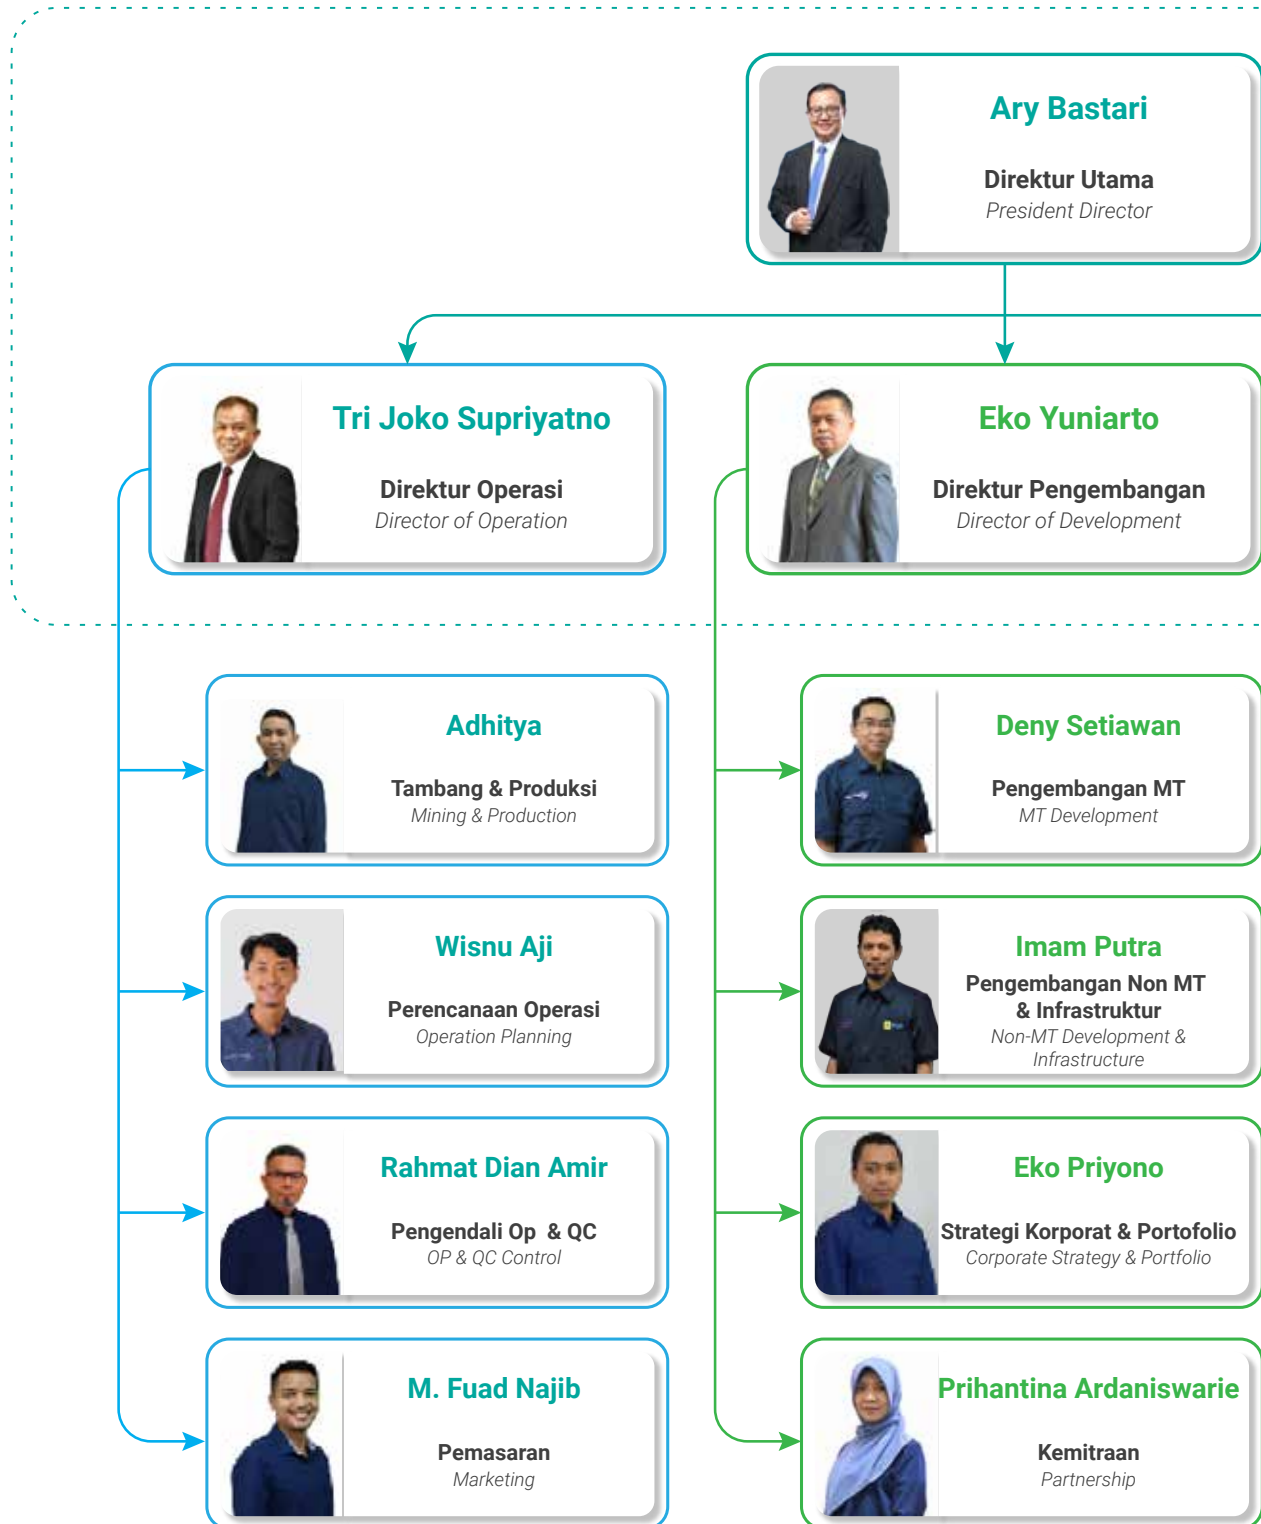 Ary Bastari
Direktur Utama
President Director
Tri Joko Supriyatno
Direktur Operasi
Director of Operation
Eko Yuniarto
Direktur Pengembangan
Director of Development
Adhitya
Tambang & Produksi
Mining & Production
Wisnu Aji
Perencanaan Operasi
Operation Planning
Rahmat Dian Amir
Pengendali Op & QC
OP & QC Control
M. Fuad Najib
Pemasaran
Marketing
Deny Setiawan
Pengembangan MT
MT Development
Imam Putra
Pengembangan Non MT
& Infrastruktur
Non-MT Development &
Infrastructure
Eko Priyono
Strategi Korporat & Portofolio
Corporate Strategy & Portfolio
Prihantina Ardaniswarie
Kemitraan
Partnership